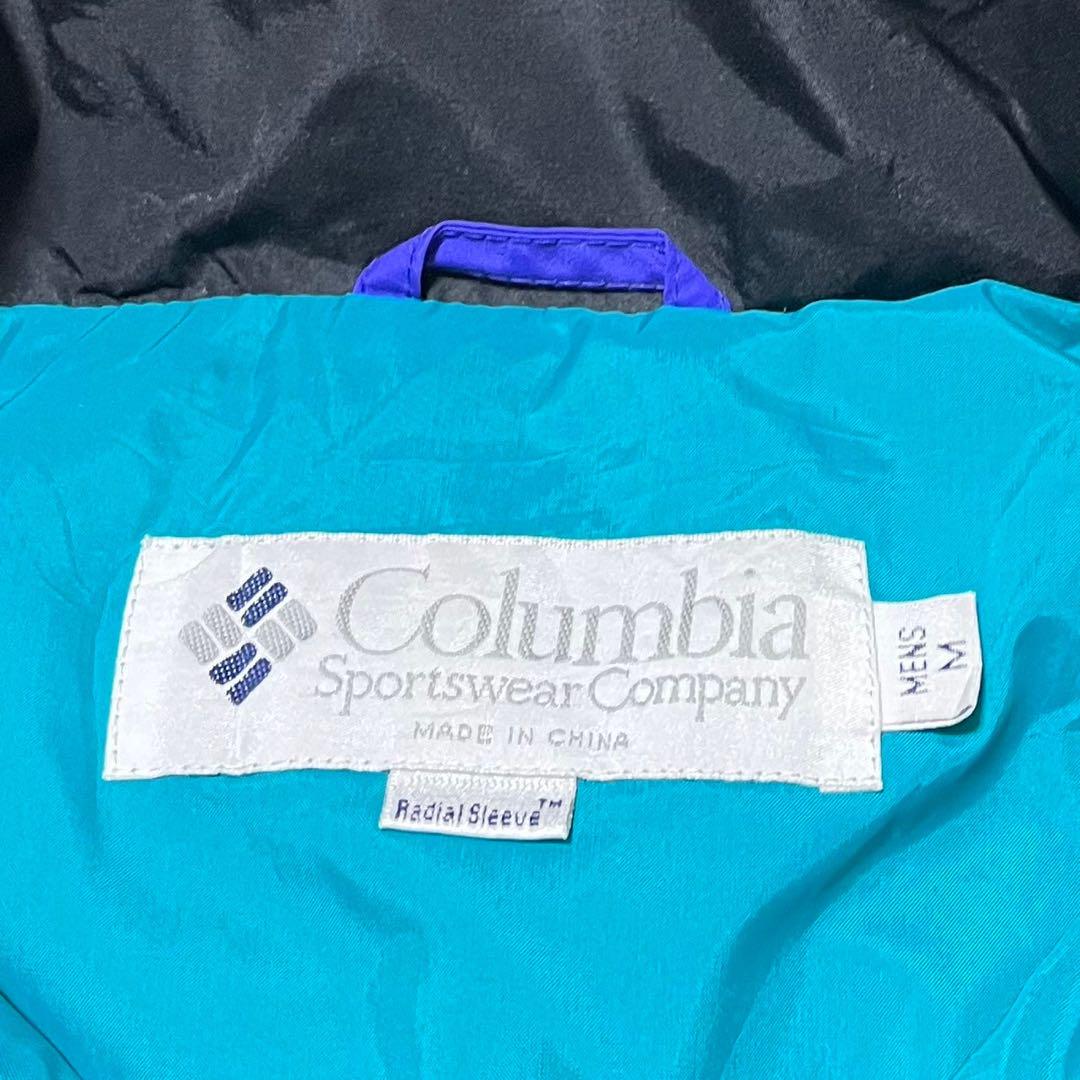 Columbia
Sportswear Company
MADE IN CHINA
Radial Sleeve™
MENS
M